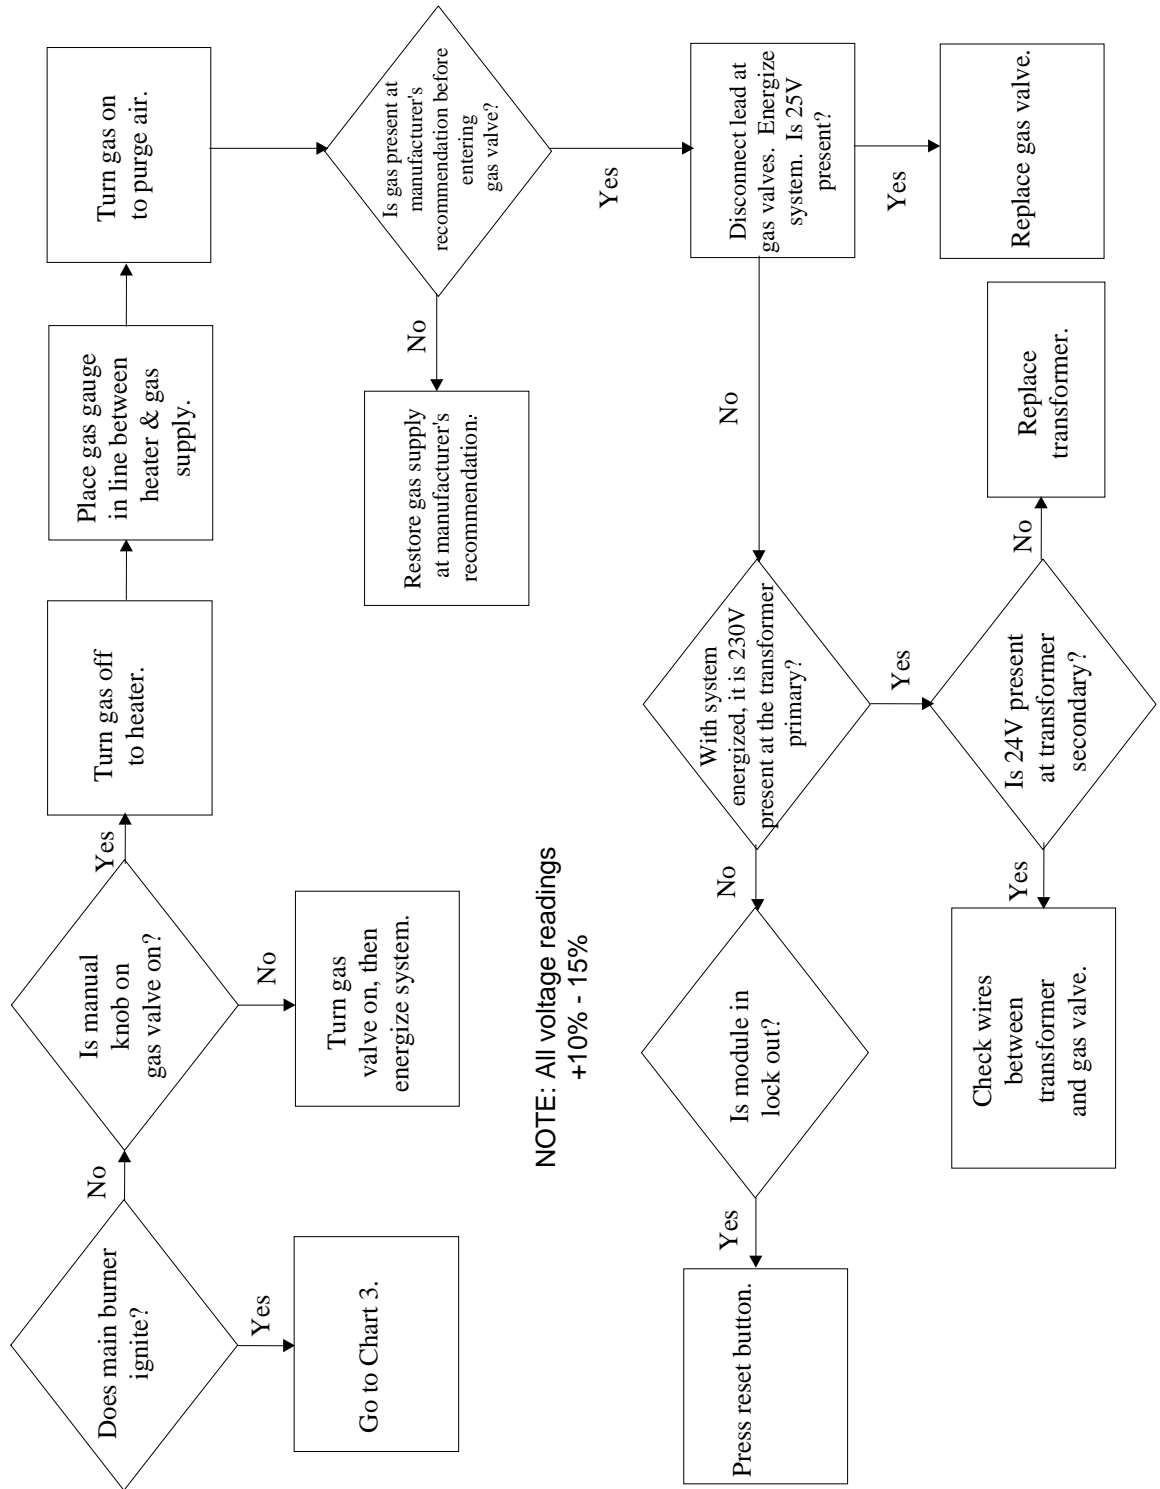 Does main burner
ignite?
No
Yes
Go to Chart 3.
Is manual
knob on
gas valve on?
Yes
No
Turn gas
valve on, then
energize system.
Turn gas off
to heater.
Place gas gauge
in line between
heater & gas
supply.
Turn gas on
to purge air.
Is gas present at
manufacturer's
recommendation before
entering
gas valve?
No
Restore gas supply
at manufacturer's
recommendation.
Yes
NOTE: All voltage readings
+10% - 15%
Disconnect lead at
gas valves. Energize
system. Is 25V
present?
Yes
Replace gas valve.
No
With system
energized, it is 230V
present at the transformer
primary?
No
Is module in
lock out?
Yes
Press reset button.
Yes
Is 24V present
at transformer
secondary?
No
Replace
transformer.
Yes
Check wires
between
transformer
and gas valve.